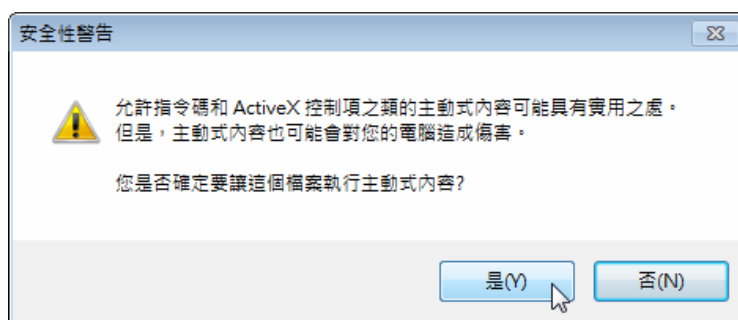 安全性警告
允許指令碼和 ActiveX 控制項之類的主動式內容可能具有實用之處。
但是，主動式內容也可能會對您的電腦造成傷害。
您是否確定要讓這個檔案執行主動式內容?
是(Y)
否(N)